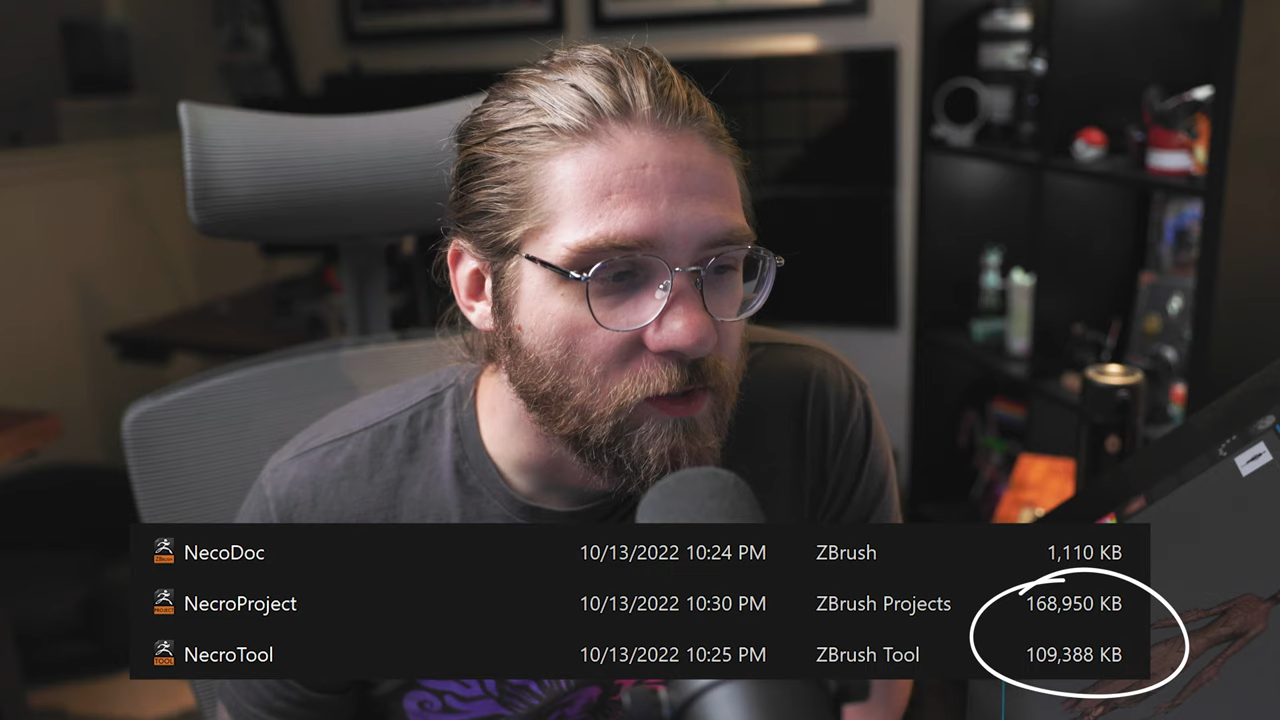 NecoDoc 10/13/2022 10:24 PM ZBrush 1,110 KB
NecroProject 10/13/2022 10:30 PM ZBrush Projects 168,950 KB
NecroTool 10/13/2022 10:25 PM ZBrush Tool 109,388 KB